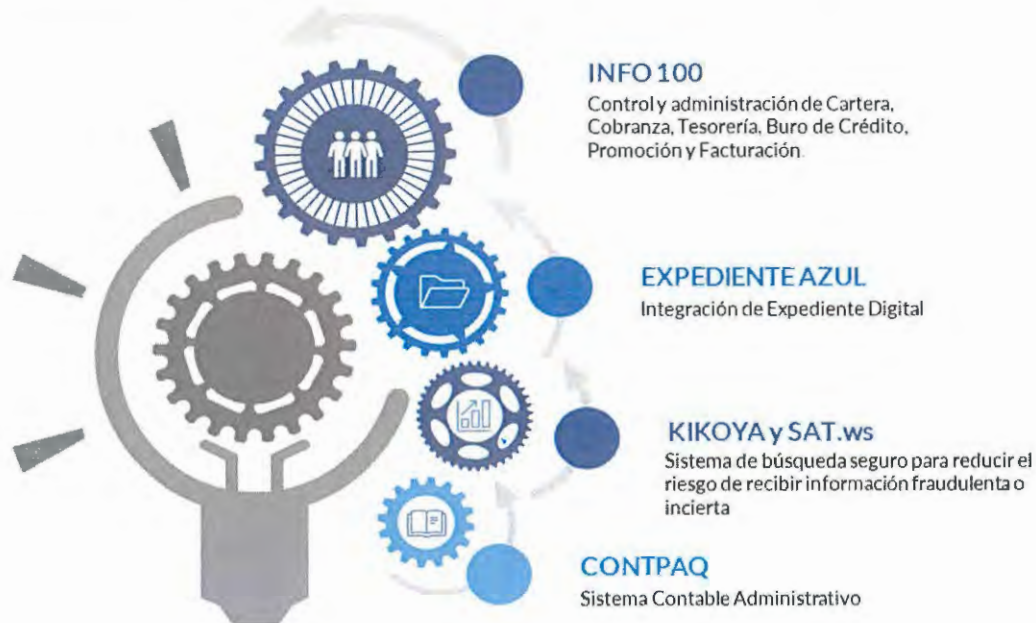 INFO 100
Control y administración de Cartera,
Cobranza, Tesorería, Buro de Crédito,
Promoción y Facturación.
EXPEDIENTE AZUL
Integración de Expediente Digital
KIKOYA y SAT.ws
Sistema de búsqueda seguro para reducir el
riesgo de recibir información fraudulenta o
incierta
CONTPAQ
Sistema Contable Administrativo